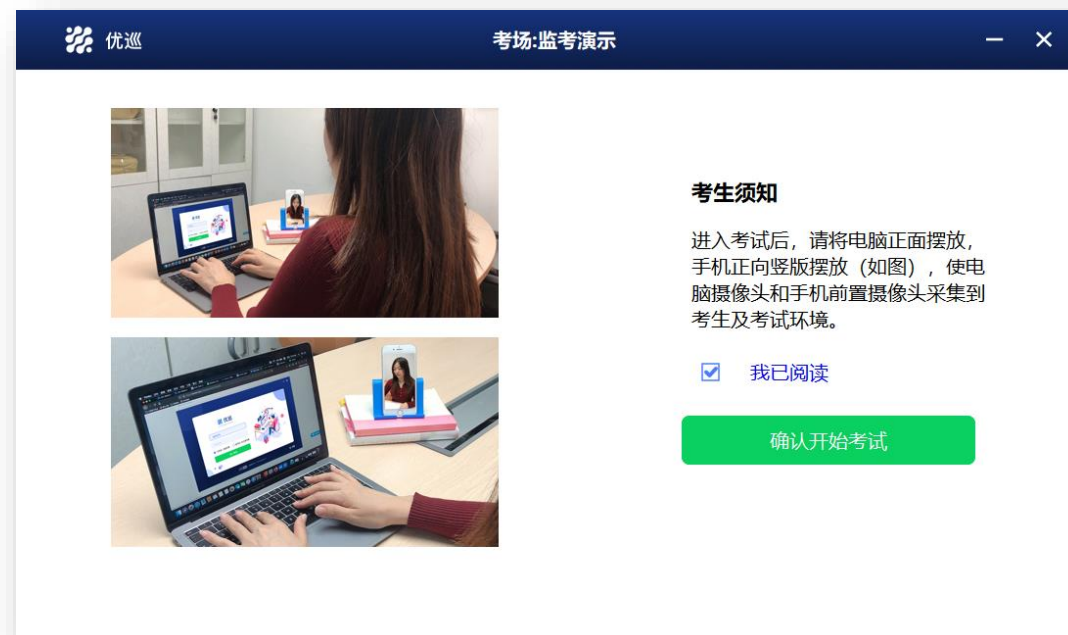 优巡
考场:监考演示
考生须知
进入考试后，请将电脑正面摆放，
手机正向竖版摆放（如图），使电
脑摄像头和手机前置摄像头采集到
考生及考试环境。
我已阅读
确认开始考试